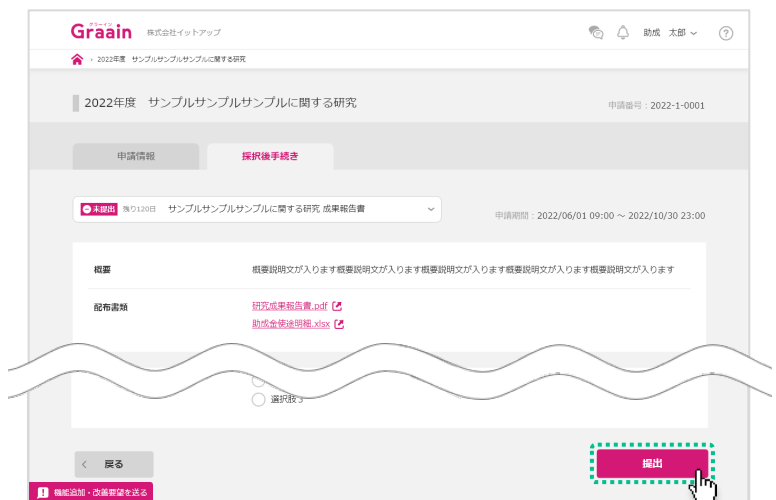 グラーイン
Graain 株式会社イットアップ 助成 太郎
2022年度 サンプルサンプルサンプルに関する研究
2022年度 サンプルサンプルサンプルに関する研究 申請番号：2022-1-0001
申請情報 採択後手続き
未提出 残り120日 サンプルサンプルサンプルに関する研究 成果報告書
申請期間：2022/06/01 09:00 ～ 2022/10/30 23:00
概要 概要説明文が入ります概要説明文が入ります概要説明文が入ります概要説明文が入ります概要説明文が入ります
配布書類 研究成果報告書.pdf
助成金使途明細.xlsx
選択肢３
戻る 提出
機能追加・改善要望を送る